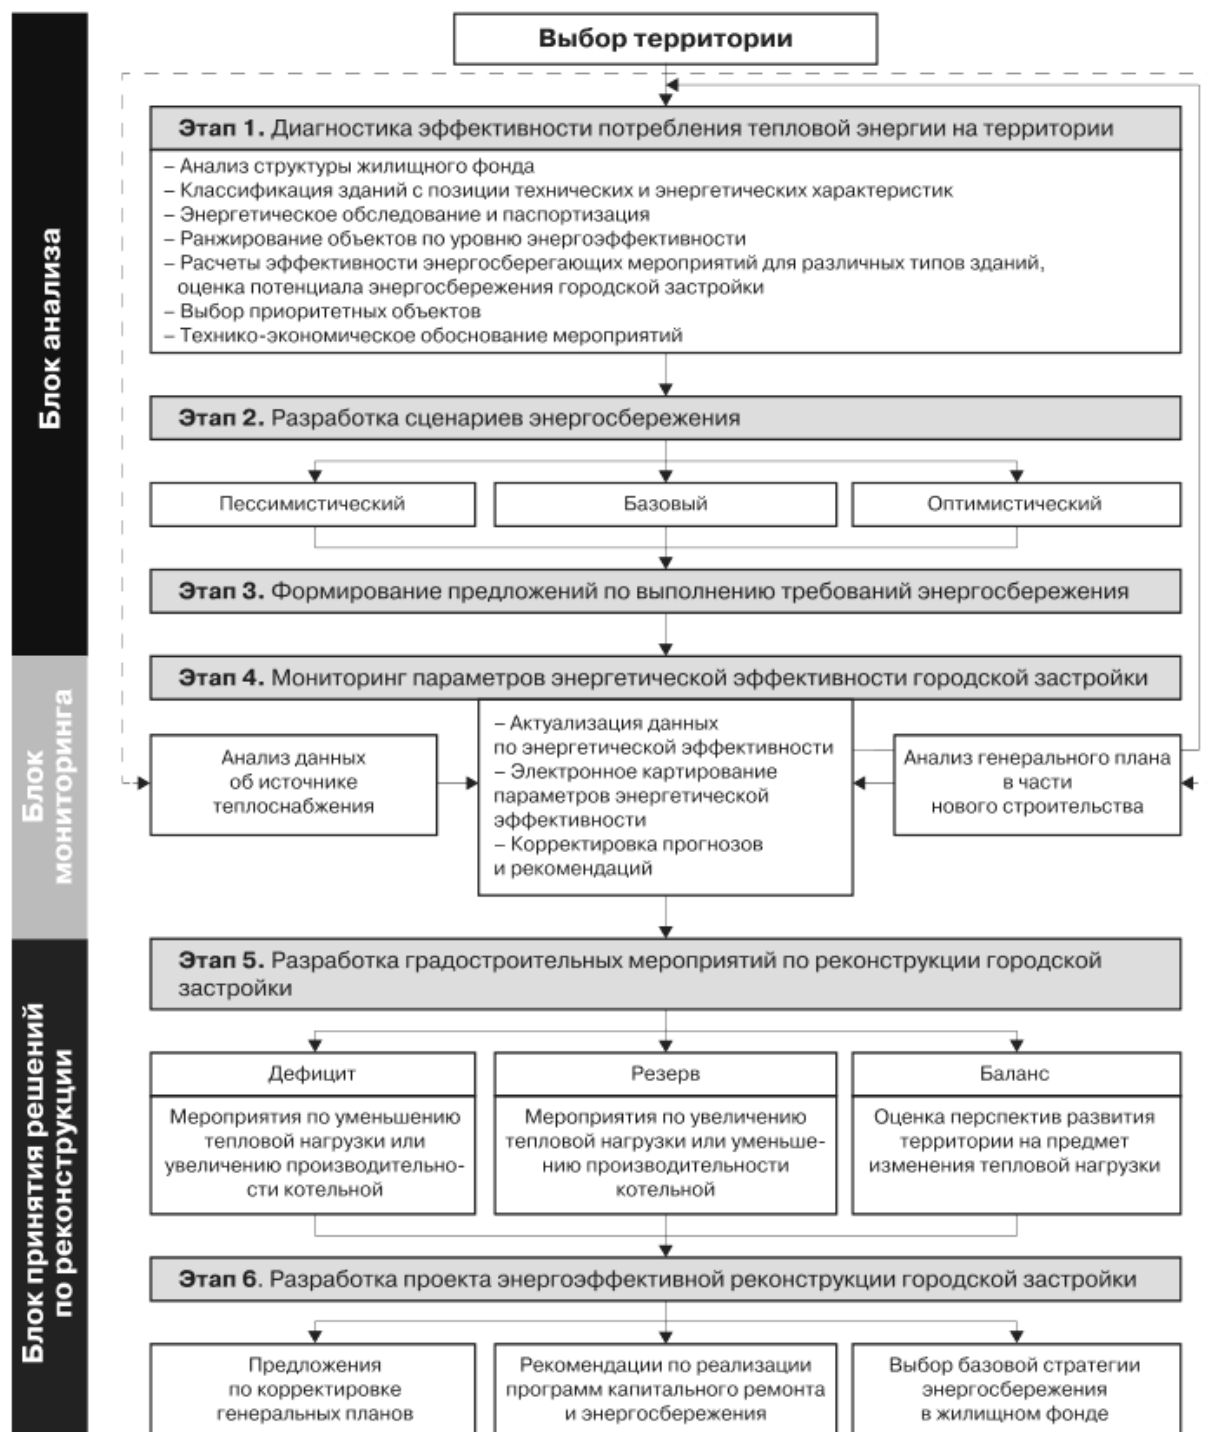 Выбор территории
Блок анализа
Этап 1. Диагностика эффективности потребления тепловой энергии на территории
– Анализ структуры жилищного фонда
– Классификация зданий с позиции технических и энергетических характеристик
– Энергетическое обследование и паспортизация
– Ранжирование объектов по уровню энергоэффективности
– Расчеты эффективности энергосберегающих мероприятий для различных типов зданий,
оценка потенциала энергосбережения городской застройки
– Выбор приоритетных объектов
– Технико-экономическое обоснование мероприятий
Этап 2. Разработка сценариев энергосбережения
Пессимистический
Базовый
Оптимистический
Этап 3. Формирование предложений по выполнению требований энергосбережения
Блок
мониторинга
Этап 4. Мониторинг параметров энергетической эффективности городской застройки
Анализ данных
об источнике
теплоснабжения
– Актуализация данных
по энергетической эффективности
– Электронное картирование
параметров энергетической
эффективности
– Корректировка прогнозов
и рекомендаций
Анализ генерального плана
в части
нового строительства
Блок принятия решений
по реконструкции
Этап 5. Разработка градостроительных мероприятий по реконструкции городской
застройки
Дефицит
Мероприятия по уменьшению
тепловой нагрузки или
увеличению производительно-
сти котельной
Резерв
Мероприятия по увеличению
тепловой нагрузки или уменьше-
нию производительности
котельной
Баланс
Оценка перспектив развития
территории на предмет
изменения тепловой нагрузки
Этап 6. Разработка проекта энергоэффективной реконструкции городской застройки
Предложения
по корректировке
генеральных планов
Рекомендации по реализации
программ капитального ремонта
и энергосбережения
Выбор базовой стратегии
энергосбережения
в жилищном фонде